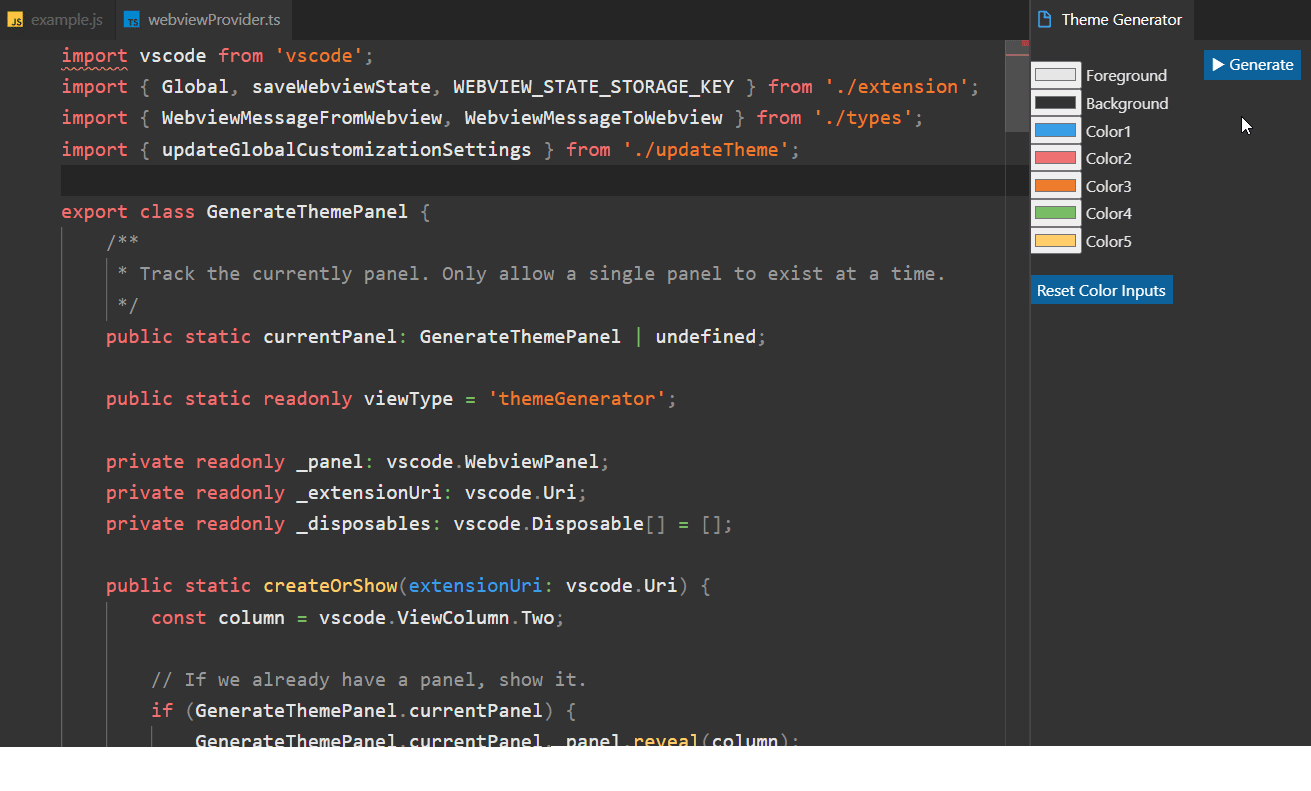 JS example.js
TS webviewProvider.ts
Theme Generator
import vscode from 'vscode';
import { Global, saveWebviewState, WEBVIEW_STATE_STORAGE_KEY } from './extension';
import { WebviewMessageFromWebview, WebviewMessageToWebview } from './types';
import { updateGlobalCustomizationSettings } from './updateTheme';
export class GenerateThemePanel {
/**
* Track the currently panel. Only allow a single panel to exist at a time.
*/
public static currentPanel: GenerateThemePanel | undefined;
public static readonly viewType = 'themeGenerator';
private readonly _panel: vscode.WebviewPanel;
private readonly _extensionUri: vscode.Uri;
private readonly _disposables: vscode.Disposable[] = [];
public static createOrShow(extensionUri: vscode.Uri) {
const column = vscode.ViewColumn.Two;
// If we already have a panel, show it.
if (GenerateThemePanel.currentPanel) {
GenerateThemePanel.currentPanel._panel.reveal(column);
Generate
Foreground
Background
Color1
Color2
Color3
Color4
Color5
Reset Color Inputs